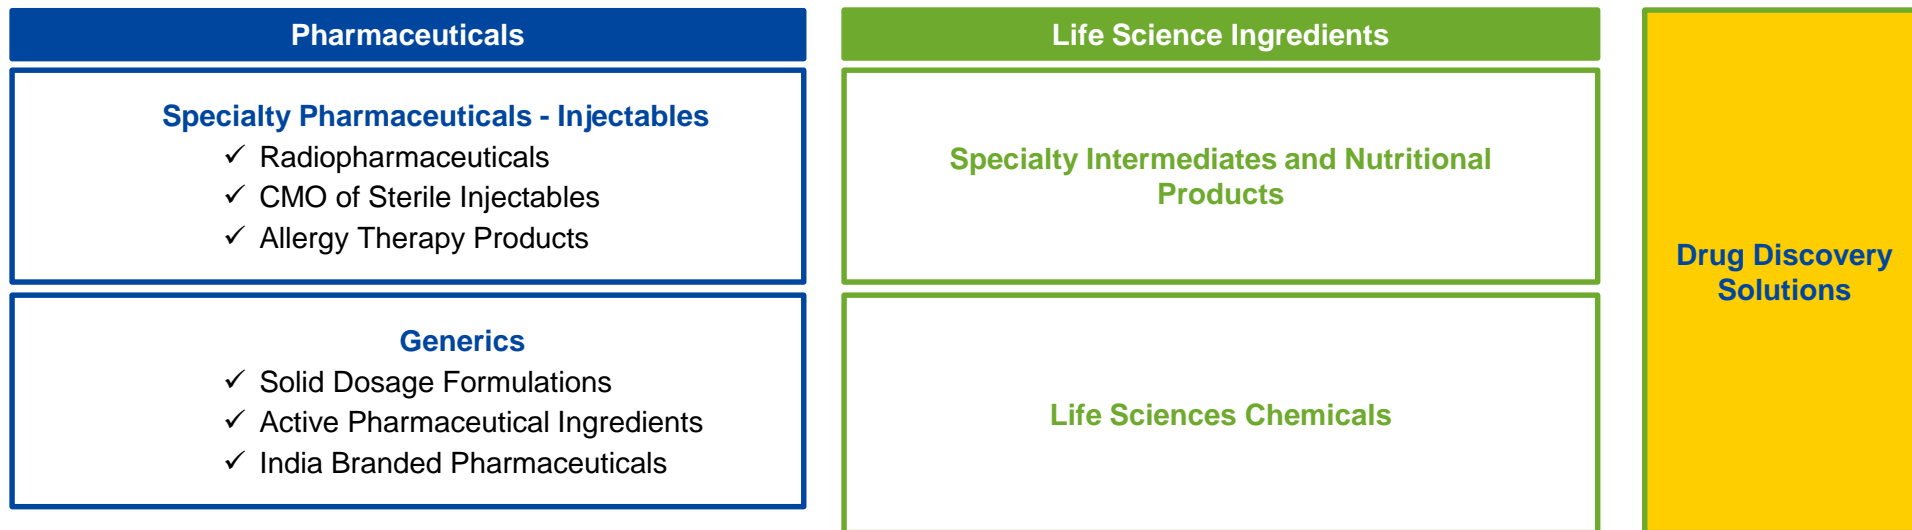 Pharmaceuticals
Specialty Pharmaceuticals - Injectables
✓ Radiopharmaceuticals
✓ CMO of Sterile Injectables
✓ Allergy Therapy Products
Generics
✓ Solid Dosage Formulations
✓ Active Pharmaceutical Ingredients
✓ India Branded Pharmaceuticals
Life Science Ingredients
Specialty Intermediates and Nutritional
Products
Life Sciences Chemicals
Drug Discovery
Solutions